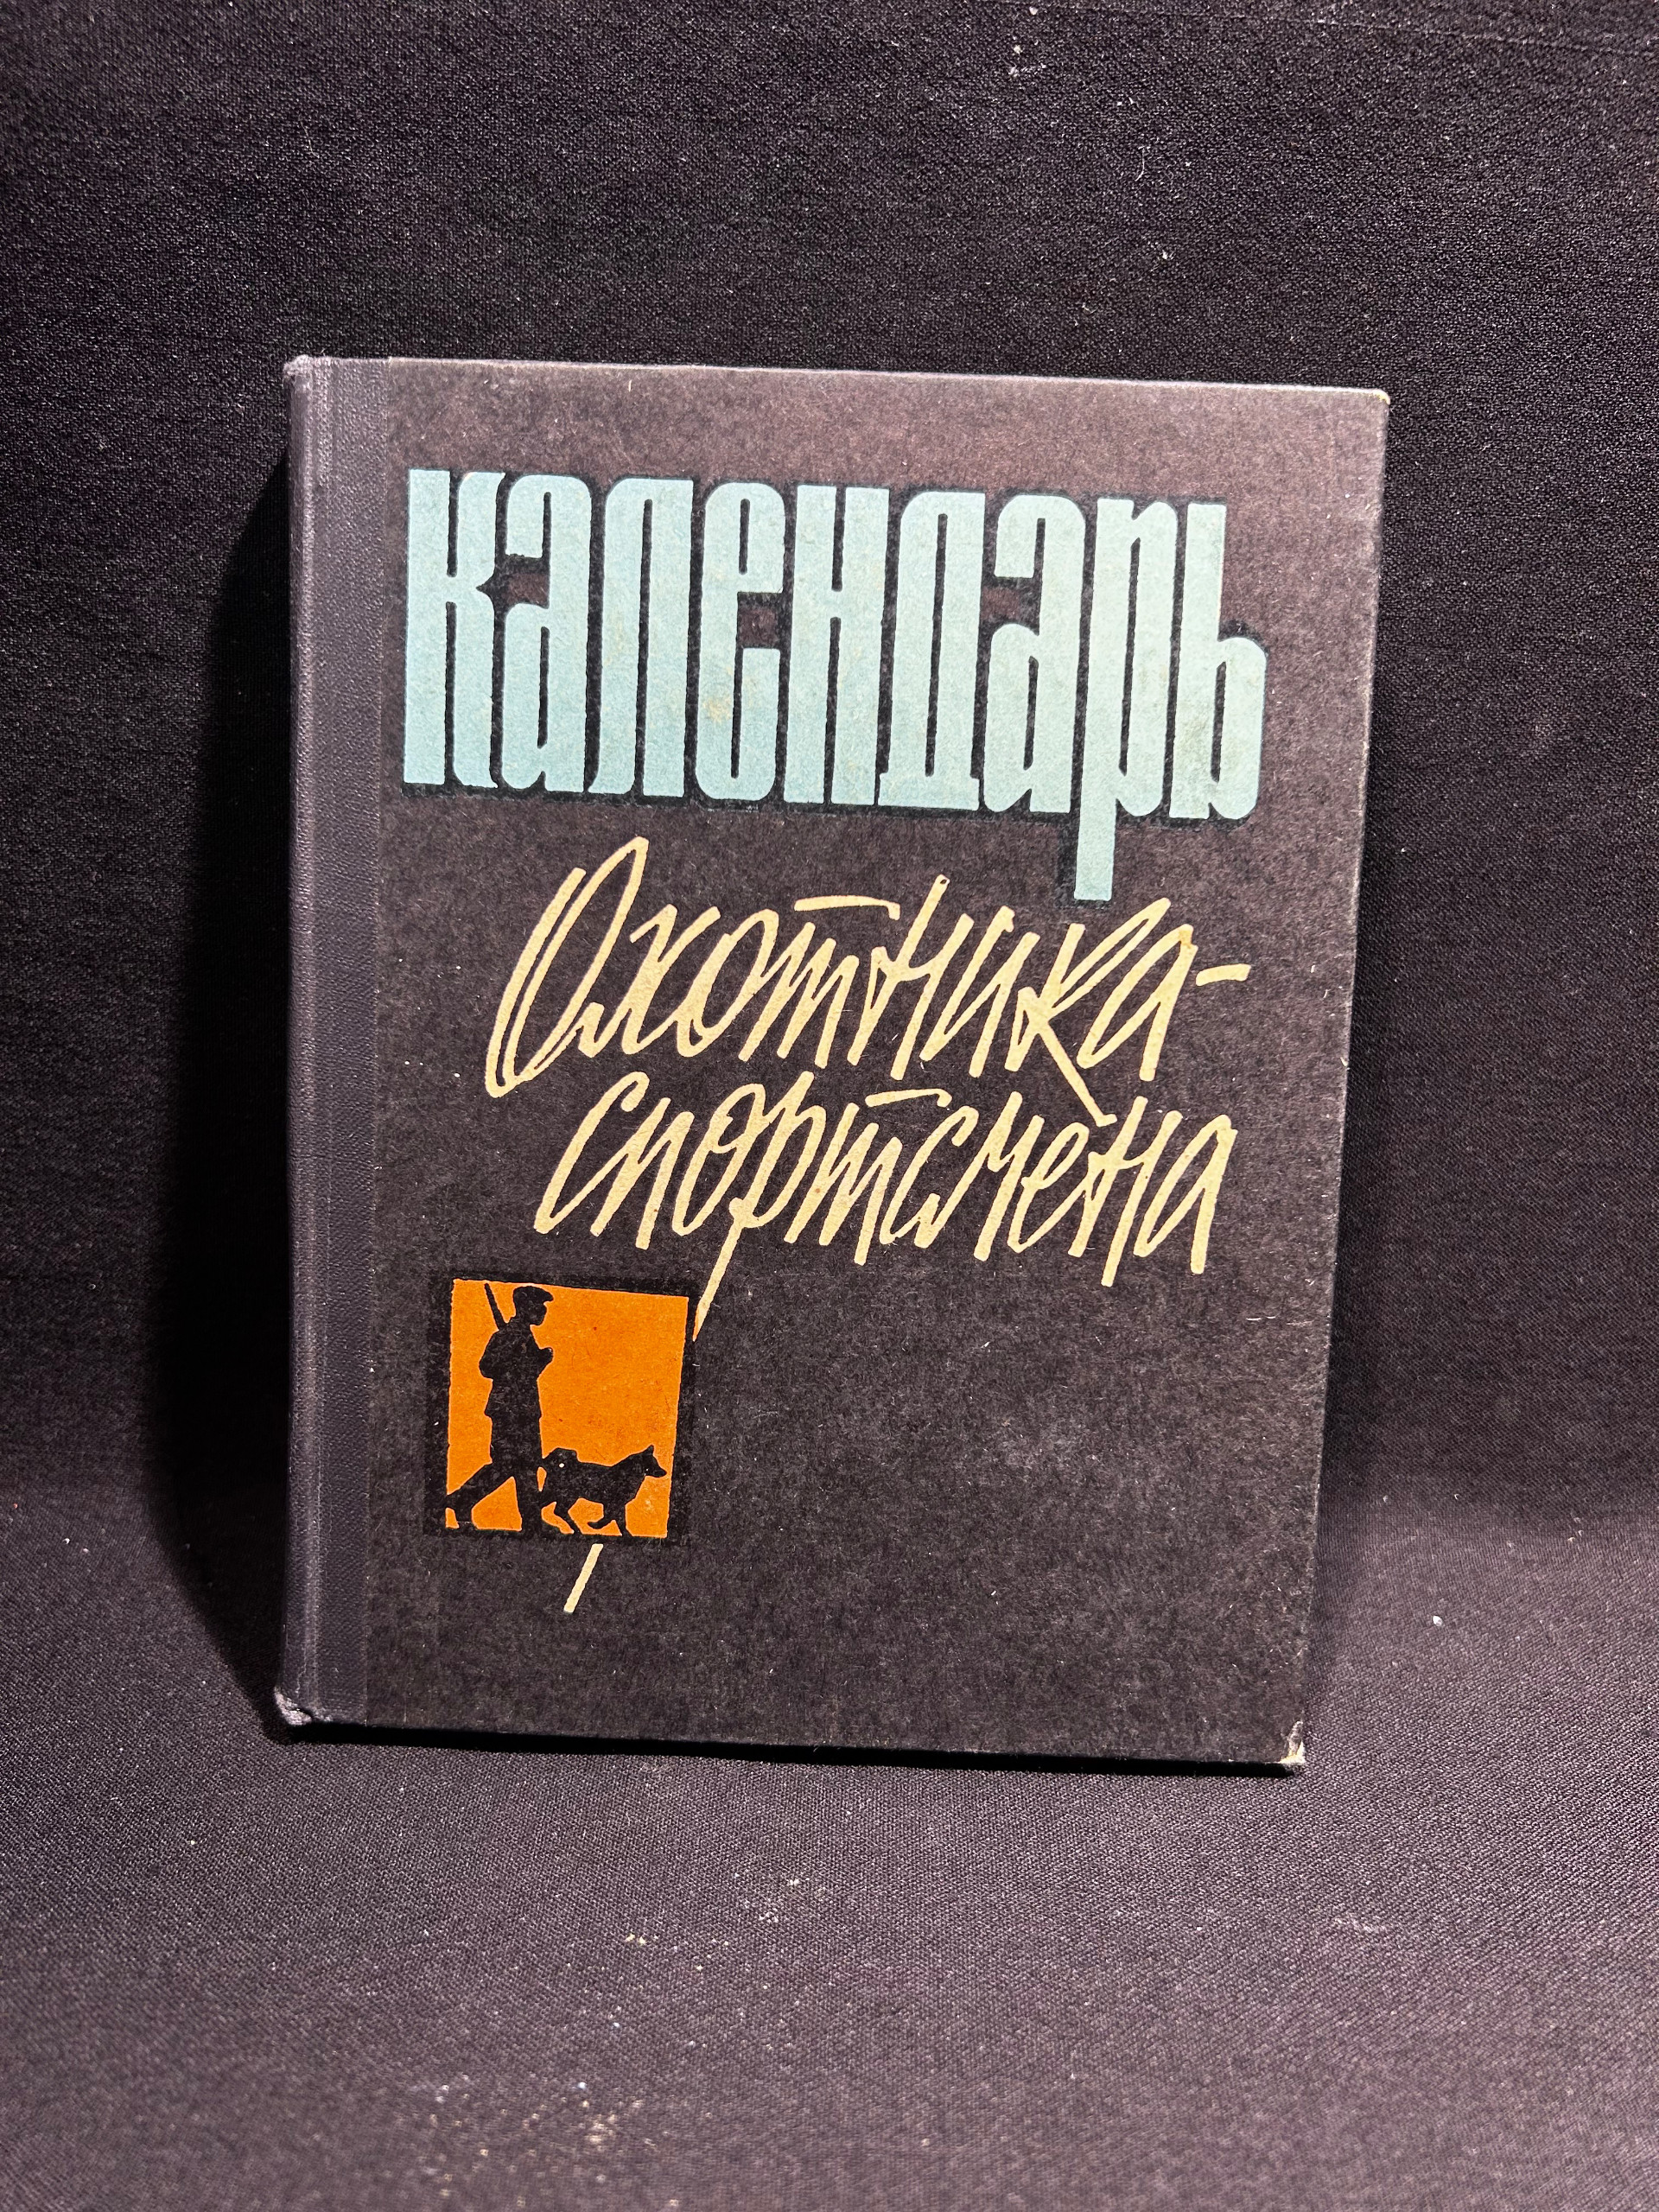 календарь
Охотника-
спортсмена